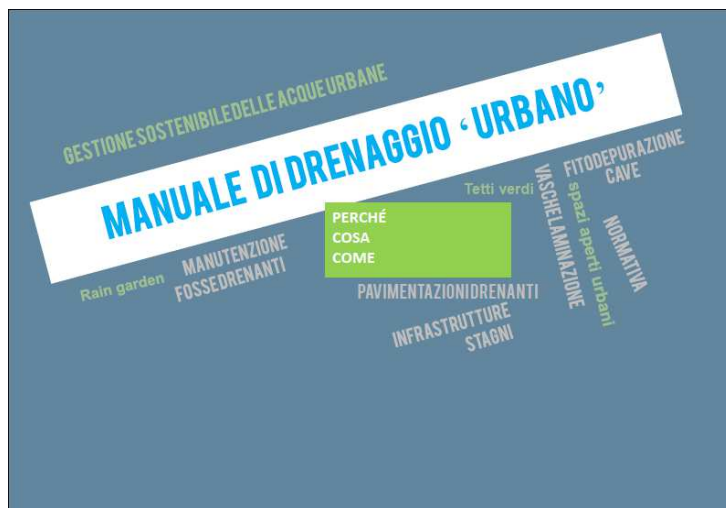 GESTIONE SOSTENIBILE DELLE ACQUE URBANE
MANUALE DI DRENAGGIO ‘URBANO’
PERCHÉ
COSA
COME
Tetti verdi
FITODEPURAZIONE
CAVE
VASCHE LAMINAZIONE
spazi aperti urbani
NORMATIVA
Rain garden
MANUTENZIONE
FOSSE DRENANTI
PAVIMENTAZIONI DRENANTI
INFRASTRUTTURE
STAGNI